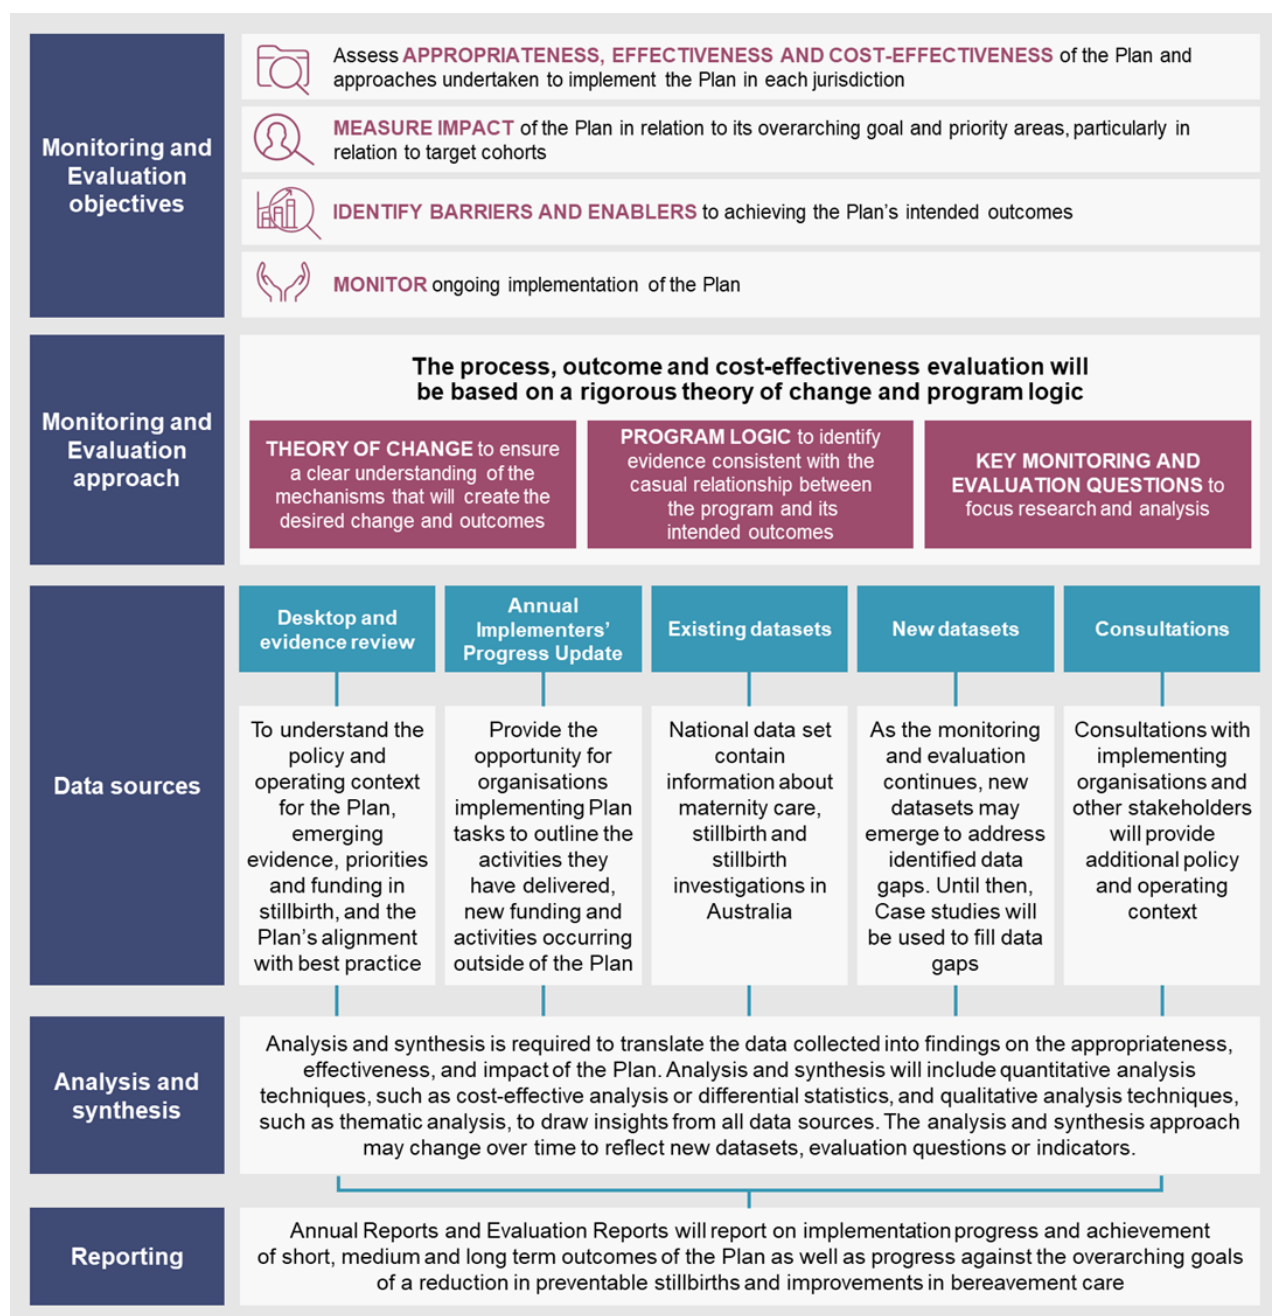 Monitoring and
Evaluation
objectives
Assess APPROPRIATENESS, EFFECTIVENESS AND COST-EFFECTIVENESS of the Plan and
approaches undertaken to implement the Plan in each jurisdiction
MEASURE IMPACT of the Plan in relation to its overarching goal and priority areas, particularly in
relation to target cohorts
IDENTIFY BARRIERS AND ENABLERS to achieving the Plan’s intended outcomes
MONITOR ongoing implementation of the Plan
Monitoring and
Evaluation
approach
The process, outcome and cost-effectiveness evaluation will
be based on a rigorous theory of change and program logic
THEORY OF CHANGE to ensure
a clear understanding of the
mechanisms that will create the
desired change and outcomes
PROGRAM LOGIC to identify
evidence consistent with the
casual relationship between
the program and its
intended outcomes
KEY MONITORING AND
EVALUATION QUESTIONS to
focus research and analysis
Data sources
Desktop and
evidence review
To understand the
policy and
operating context
for the Plan,
emerging
evidence, priorities
and funding in
stillbirth, and the
Plan’s alignment
with best practice
Annual
Implementers’
Progress Update
Provide the
opportunity for
organisations
implementing Plan
tasks to outline the
activities they
have delivered,
new funding and
activities occurring
outside of the Plan
Existing datasets
National data set
contain
information about
maternity care,
stillbirth and
stillbirth
investigations in
Australia
New datasets
As the monitoring
and evaluation
continues, new
datasets may
emerge to address
identified data
gaps. Until then,
Case studies will
be used to fill data
gaps
Consultations
Consultations with
implementing
organisations and
other stakeholders
will provide
additional policy
and operating
context
Analysis and
synthesis
Analysis and synthesis is required to translate the data collected into findings on the appropriateness,
effectiveness, and impact of the Plan. Analysis and synthesis will include quantitative analysis
techniques, such as cost-effective analysis or differential statistics, and qualitative analysis techniques,
such as thematic analysis, to draw insights from all data sources. The analysis and synthesis approach
may change over time to reflect new datasets, evaluation questions or indicators.
Reporting
Annual Reports and Evaluation Reports will report on implementation progress and achievement
of short, medium and long term outcomes of the Plan as well as progress against the overarching goals
of a reduction in preventable stillbirths and improvements in bereavement care